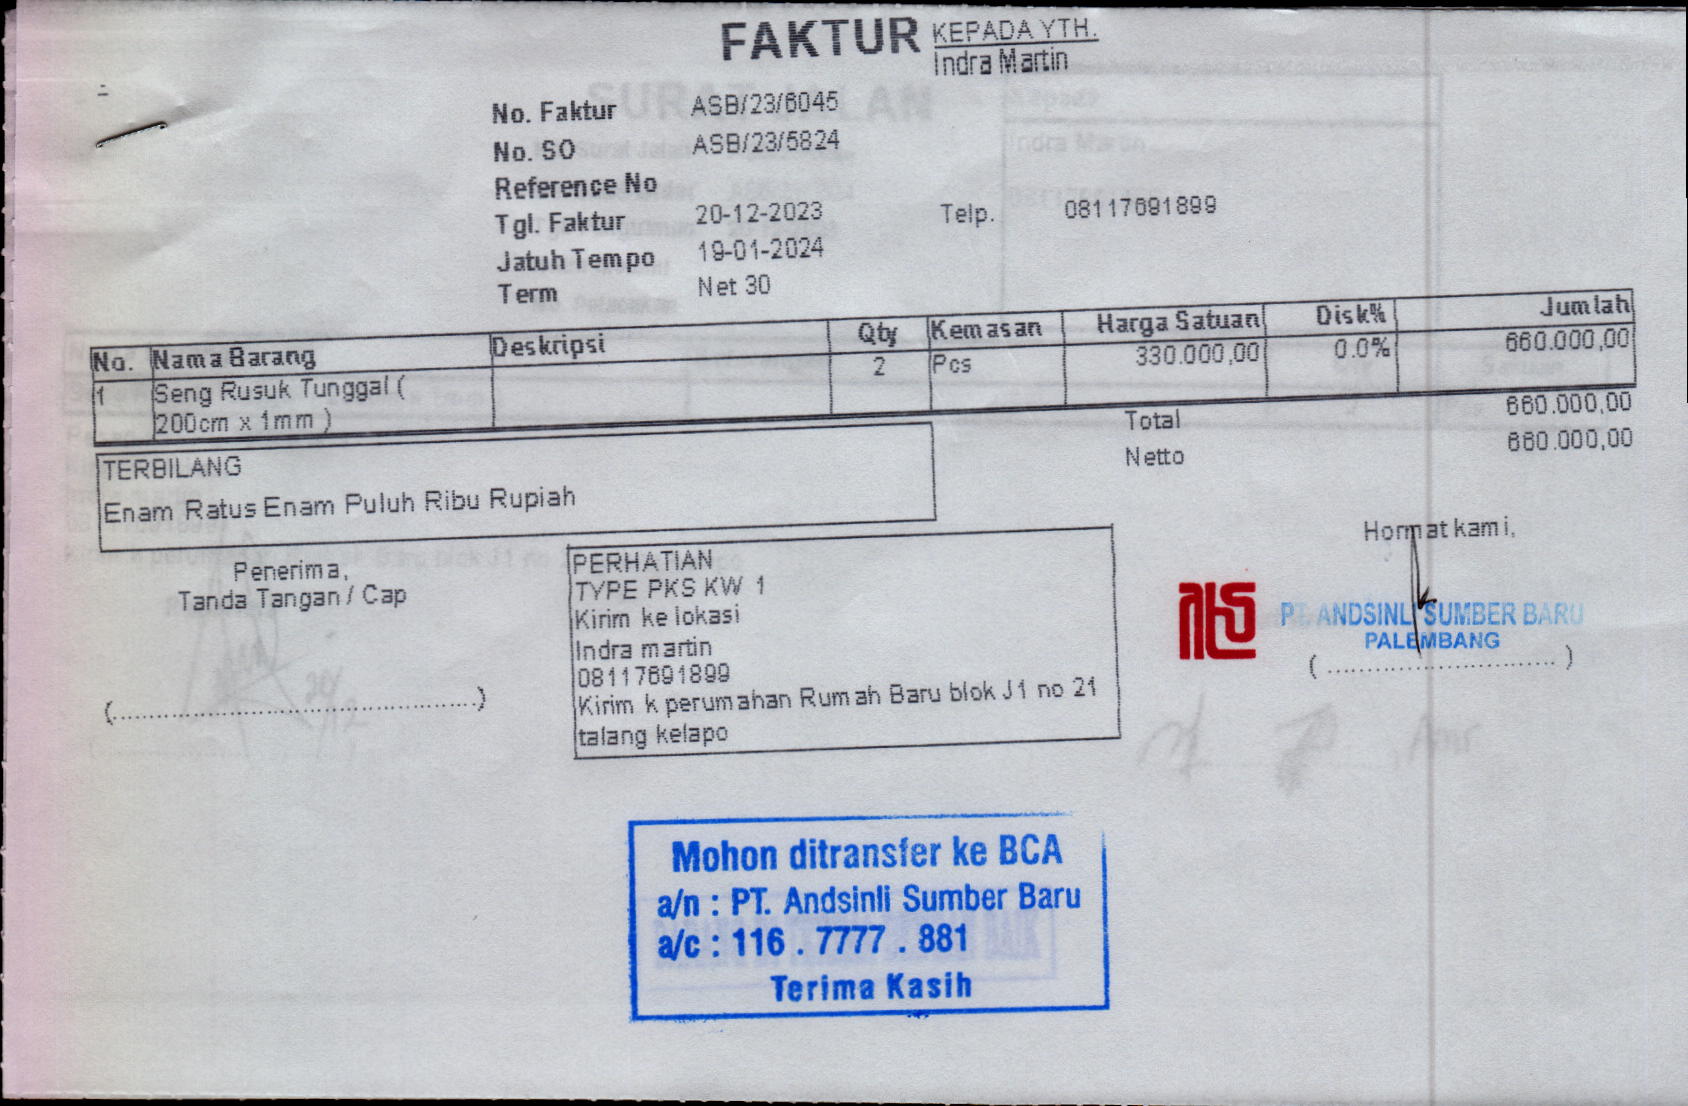 FAKTUR
KEPADA YTH.
Indra Martin
No. Faktur ASB/23/6045
No. SO ASB/23/5824
Reference No
Tgl. Faktur 20-12-2023 Telp. 08117691899
Jatuh Tempo 19-01-2024
Term Net 30
No. Nama Barang Deskripsi Qty Kemasan Harga Satuan Disk% Jumlah
1 Seng Rusuk Tunggal ( 2 Pcs 330.000,00 0.0% 660.000,00
200cm x 1mm )
Total 660.000,00
Netto 660.000,00
TERBILANG
Enam Ratus Enam Puluh Ribu Rupiah
Penerima,
Tanda Tangan / Cap
(....................................................)
PERHATIAN
TYPE PKS KW 1
Kirim ke lokasi
Indra martin
08117691899
Kirim k perumahan Rumah Baru blok J1 no 21
talang kelapo
Hormat kami,
PT. ANDSINLI SUMBER BARU
PALEMBANG
( ................................. )
Mohon ditransfer ke BCA
a/n : PT. Andsinli Sumber Baru
a/c : 116 . 7777 . 881
Terima Kasih